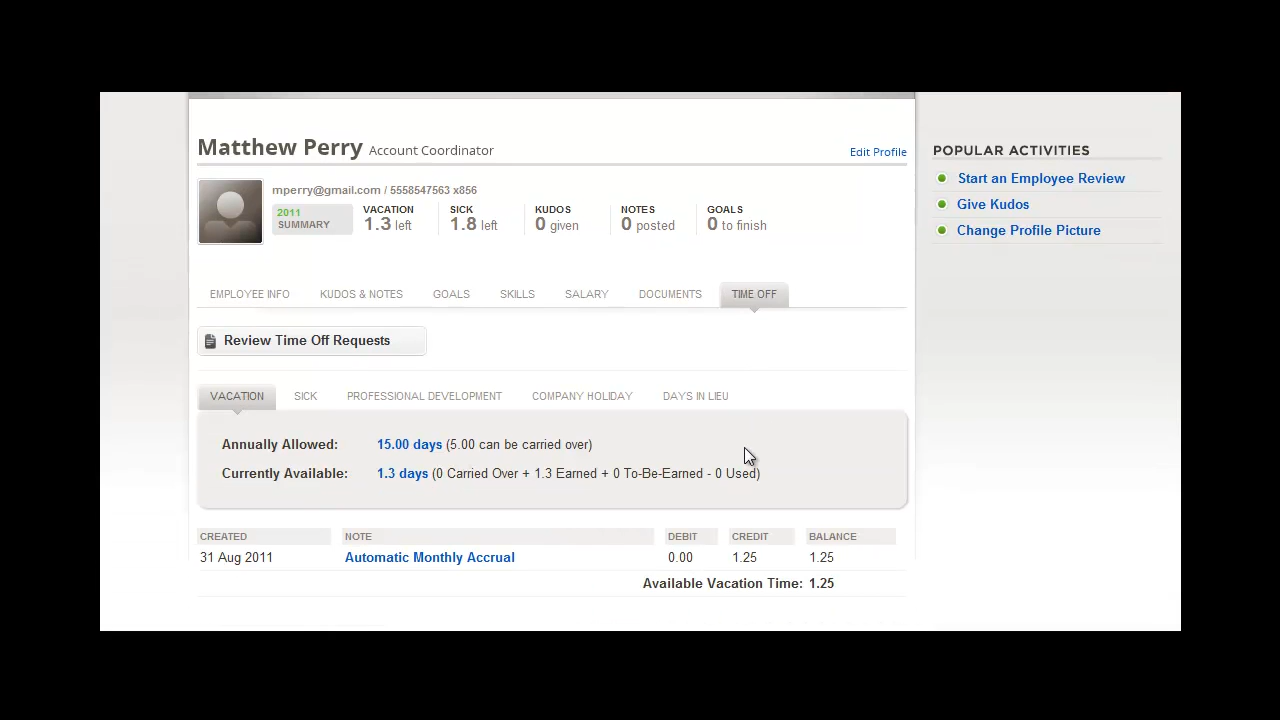 Matthew Perry Account Coordinator
Edit Profile
mperry@gmail.com / 5558547563 x856
2011 SUMMARY
VACATION 1.3 left
SICK 1.8 left
KUDOS 0 given
NOTES 0 posted
GOALS 0 to finish
EMPLOYEE INFO KUDOS & NOTES GOALS SKILLS SALARY DOCUMENTS TIME OFF
Review Time Off Requests
VACATION SICK PROFESSIONAL DEVELOPMENT COMPANY HOLIDAY DAYS IN LIEU
Annually Allowed: 15.00 days (5.00 can be carried over)
Currently Available: 1.3 days (0 Carried Over + 1.3 Earned + 0 To-Be-Earned - 0 Used)
CREATED NOTE DEBIT CREDIT BALANCE
31 Aug 2011 Automatic Monthly Accrual 0.00 1.25 1.25
Available Vacation Time: 1.25
POPULAR ACTIVITIES
Start an Employee Review
Give Kudos
Change Profile Picture